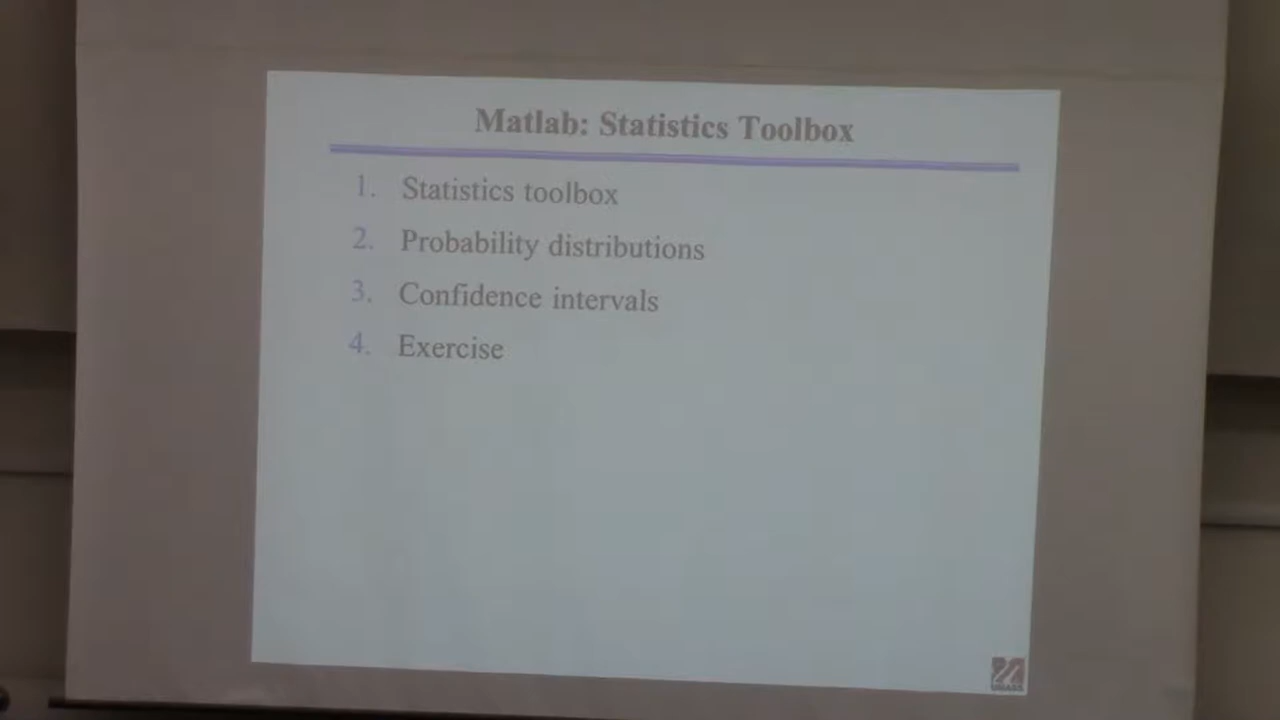 Matlab: Statistics Toolbox
1. Statistics toolbox
2. Probability distributions
3. Confidence intervals
4. Exercise